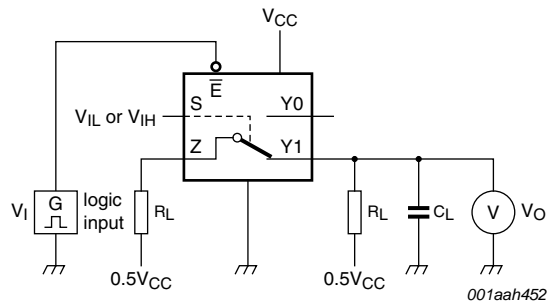 VCC
E
S
Y0
VIL or VIH
Z
Y1
VI
G
logic
input
RL
RL
CL
V
VO
0.5VCC
0.5VCC
001aah452